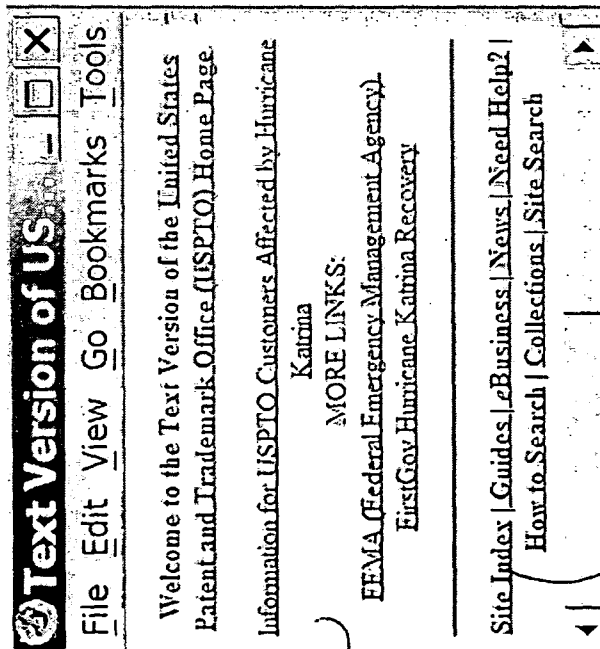 Text Version of US...
File Edit View Go Bookmarks Tools
Welcome to the Text Version of the United States
Patent and Trademark Office (USPTO) Home Page
Information for USPTO Customers Affected by Hurricane
Katrina
MORE LINKS:
FEMA (Federal Emergency Management Agency)
FirstGov Hurricane Katrina Recovery
Site Index | Guides | eBusiness | News | Need Help? |
How to Search | Collections | Site Search